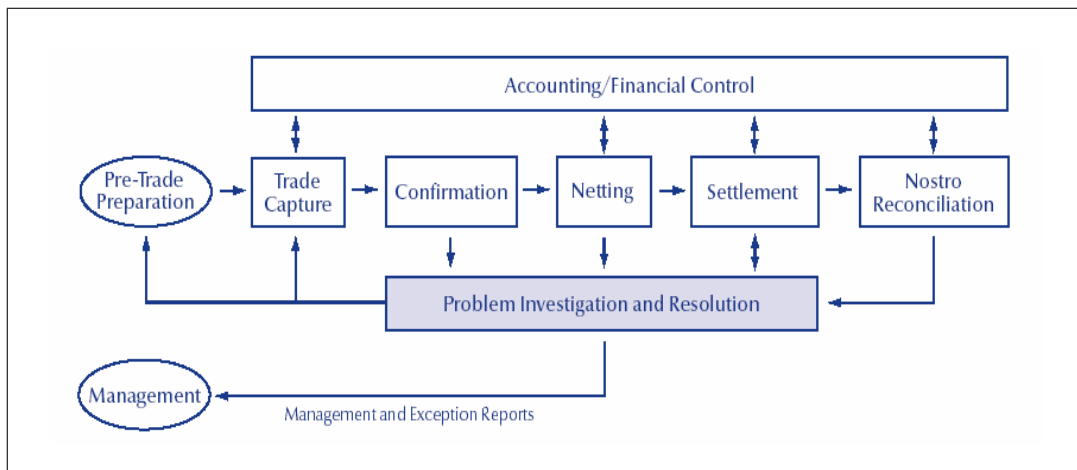 Accounting/Financial Control
Pre-Trade
Preparation
Trade
Capture
Confirmation
Netting
Settlement
Nostro
Reconciliation
Problem Investigation and Resolution
Management
Management and Exception Reports